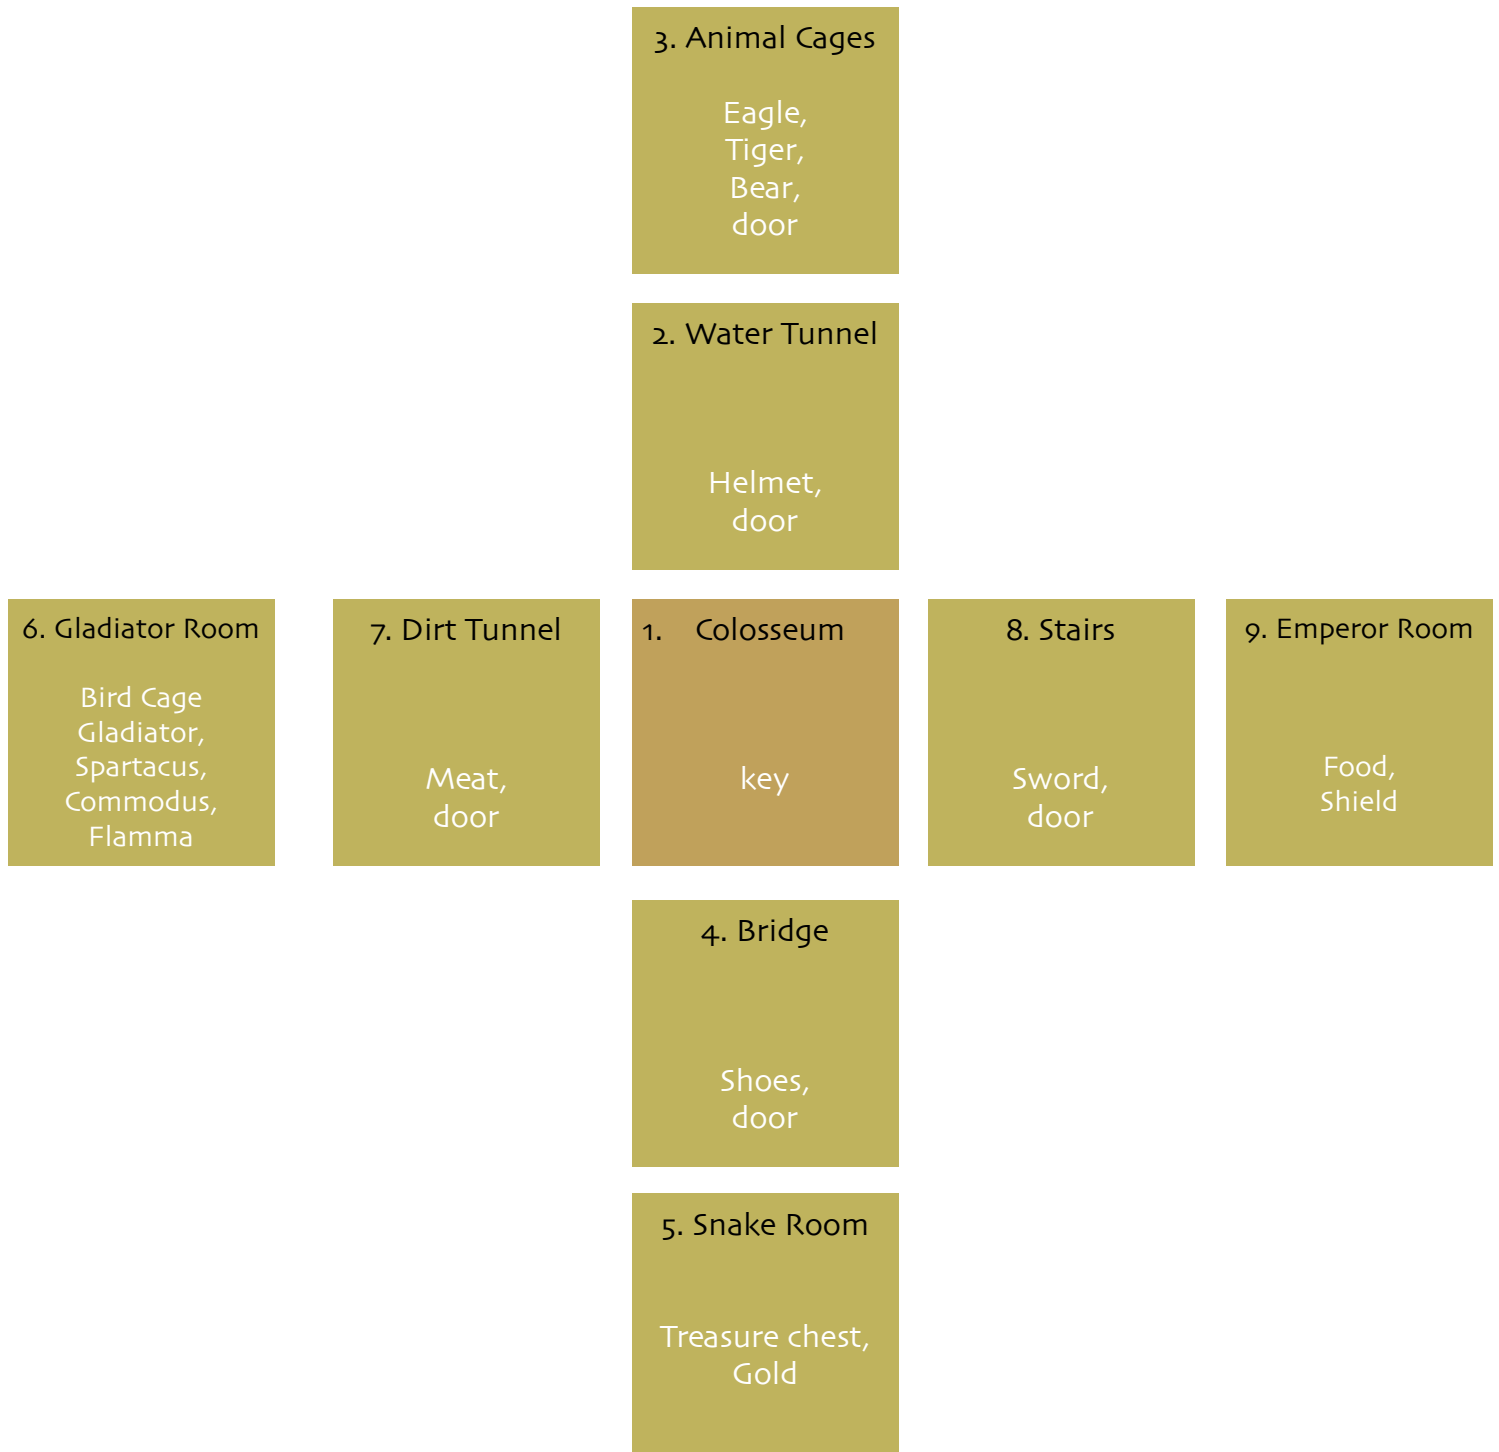 3. Animal Cages
Eagle,
Tiger,
Bear,
door
2. Water Tunnel
Helmet,
door
6. Gladiator Room
Bird Cage
Gladiator,
Spartacus,
Commodus,
Flamma
7. Dirt Tunnel
Meat,
door
1. Colosseum
key
8. Stairs
Sword,
door
9. Emperor Room
Food,
Shield
4. Bridge
Shoes,
door
5. Snake Room
Treasure chest,
Gold